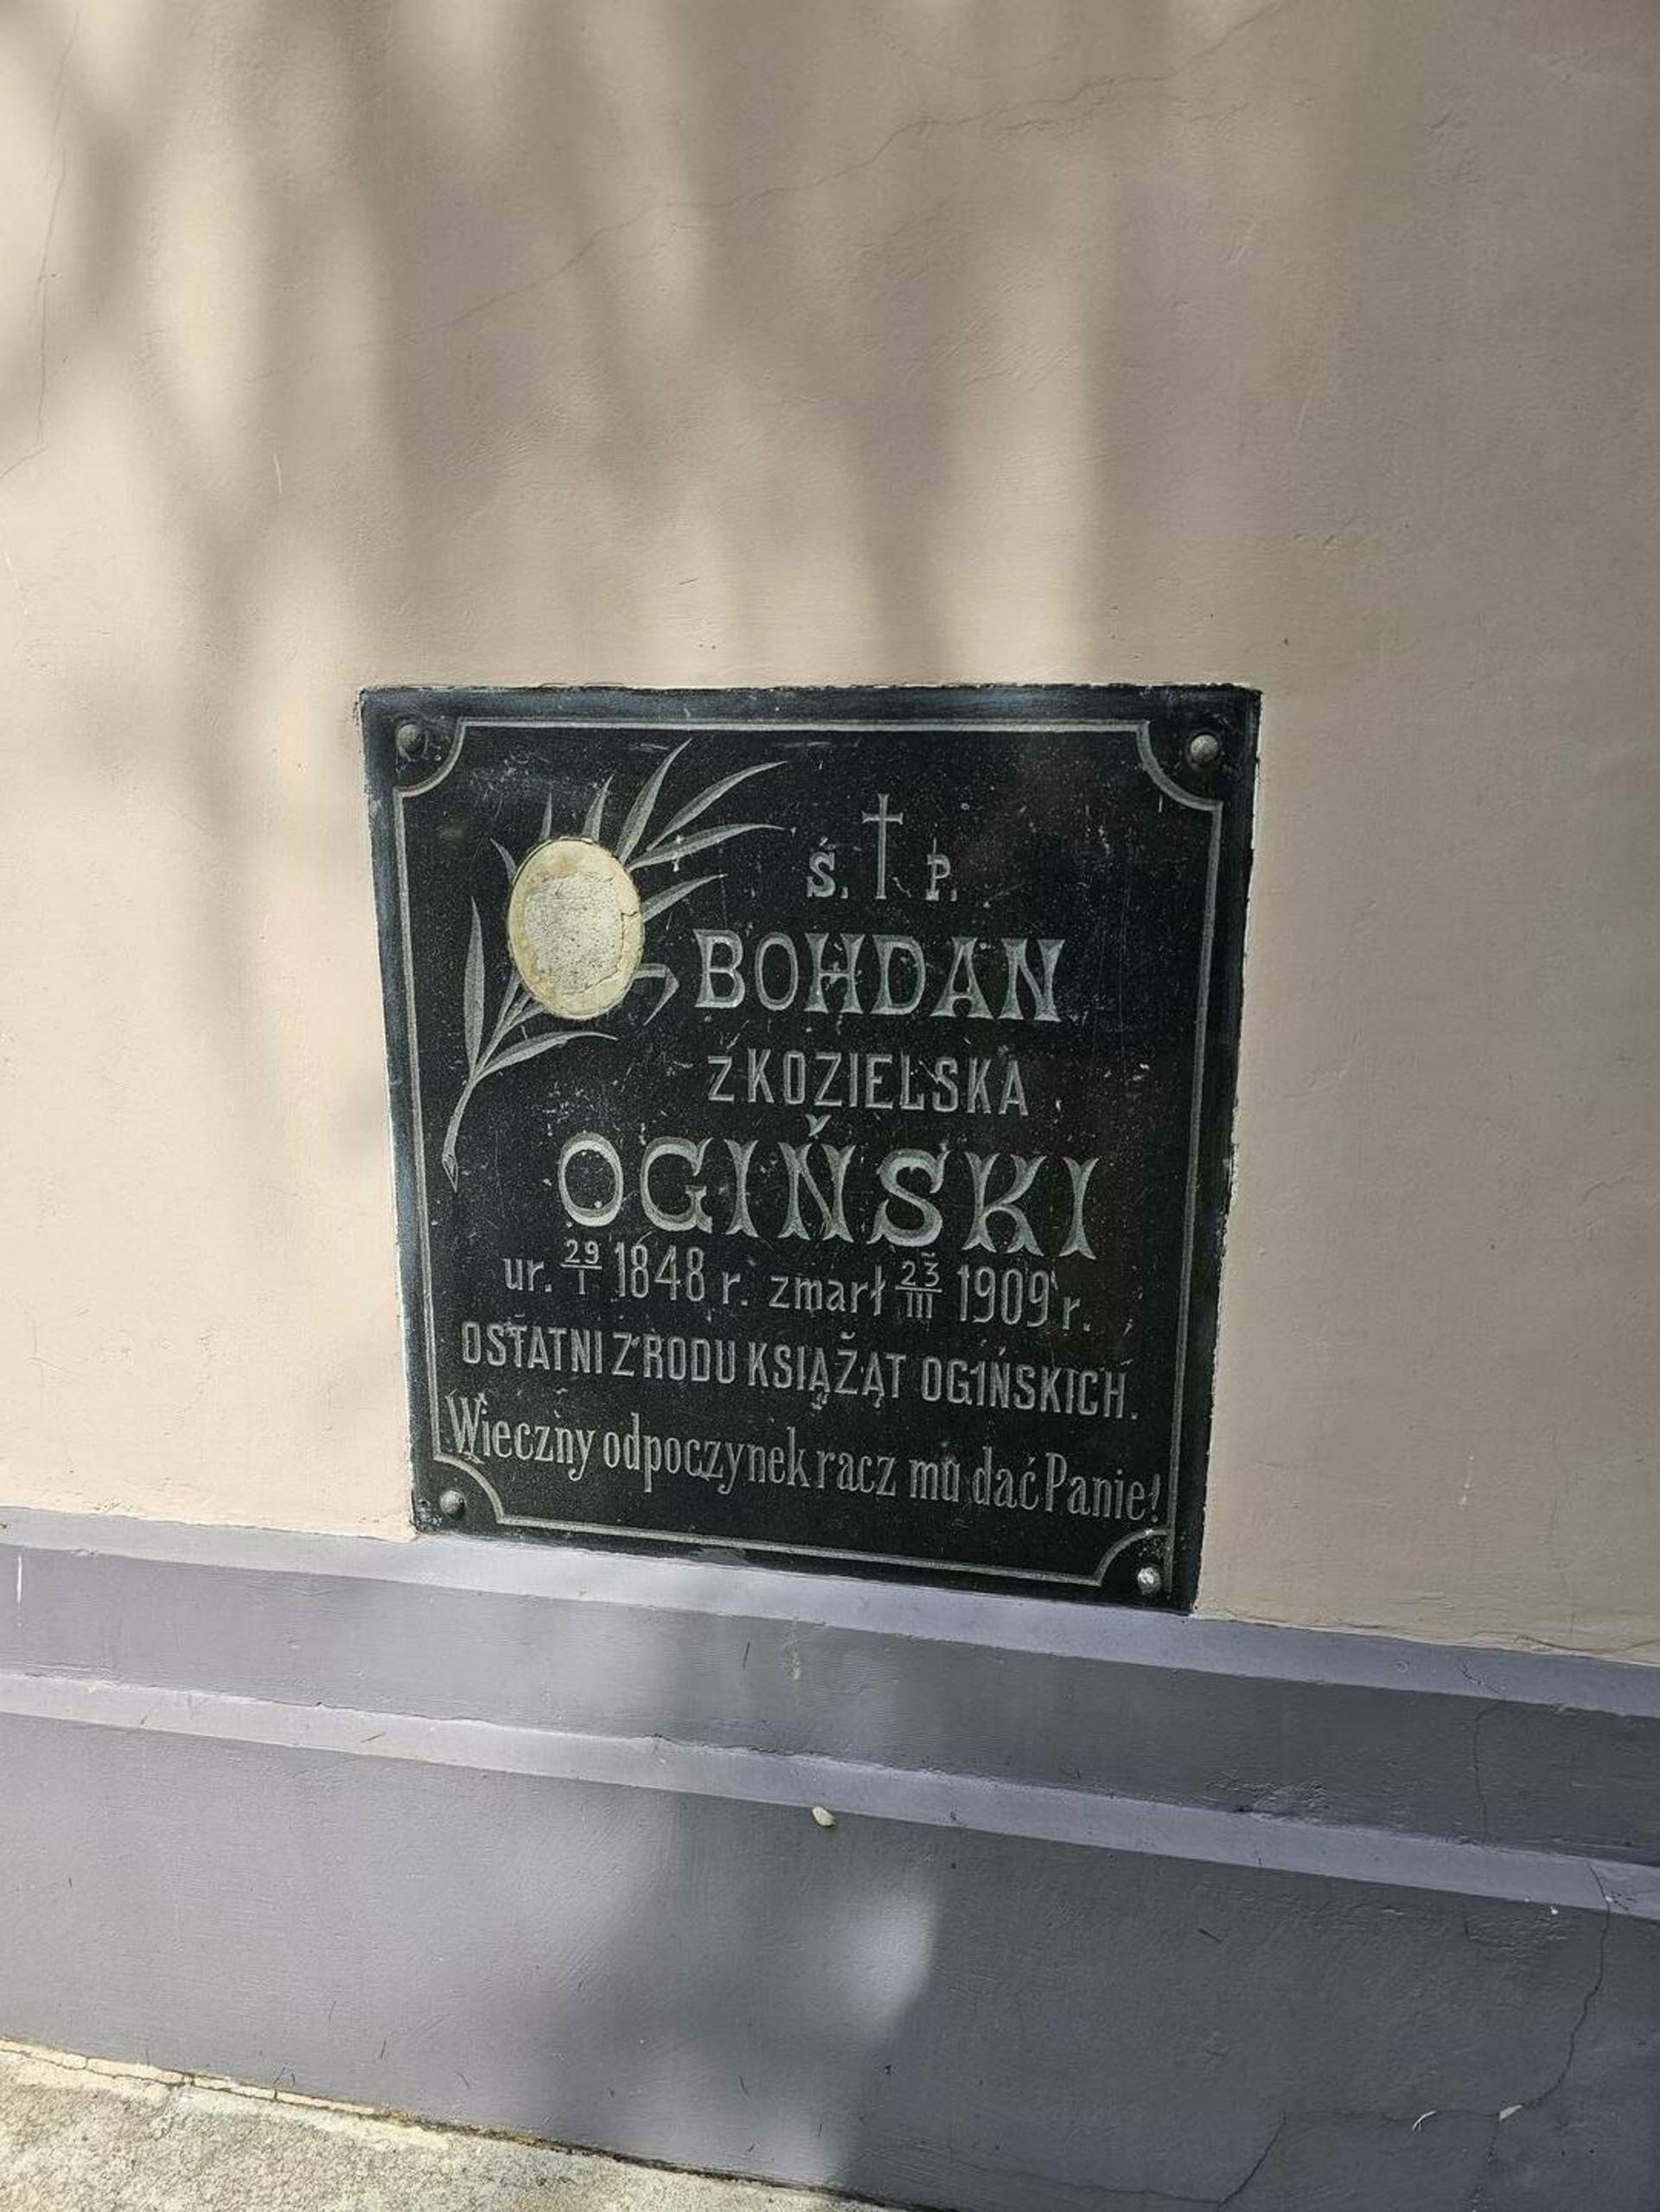 Ś. † P.
BOHDAN
Z KOZIELSKA
OGIŃSKI
ur. 29/I 1848 r. zmarł 23/III 1909 r.
OSTATNI Z RODU KSIĄŻĄT OGIŃSKICH.
Wieczny odpoczynek racz mu dać Panie!